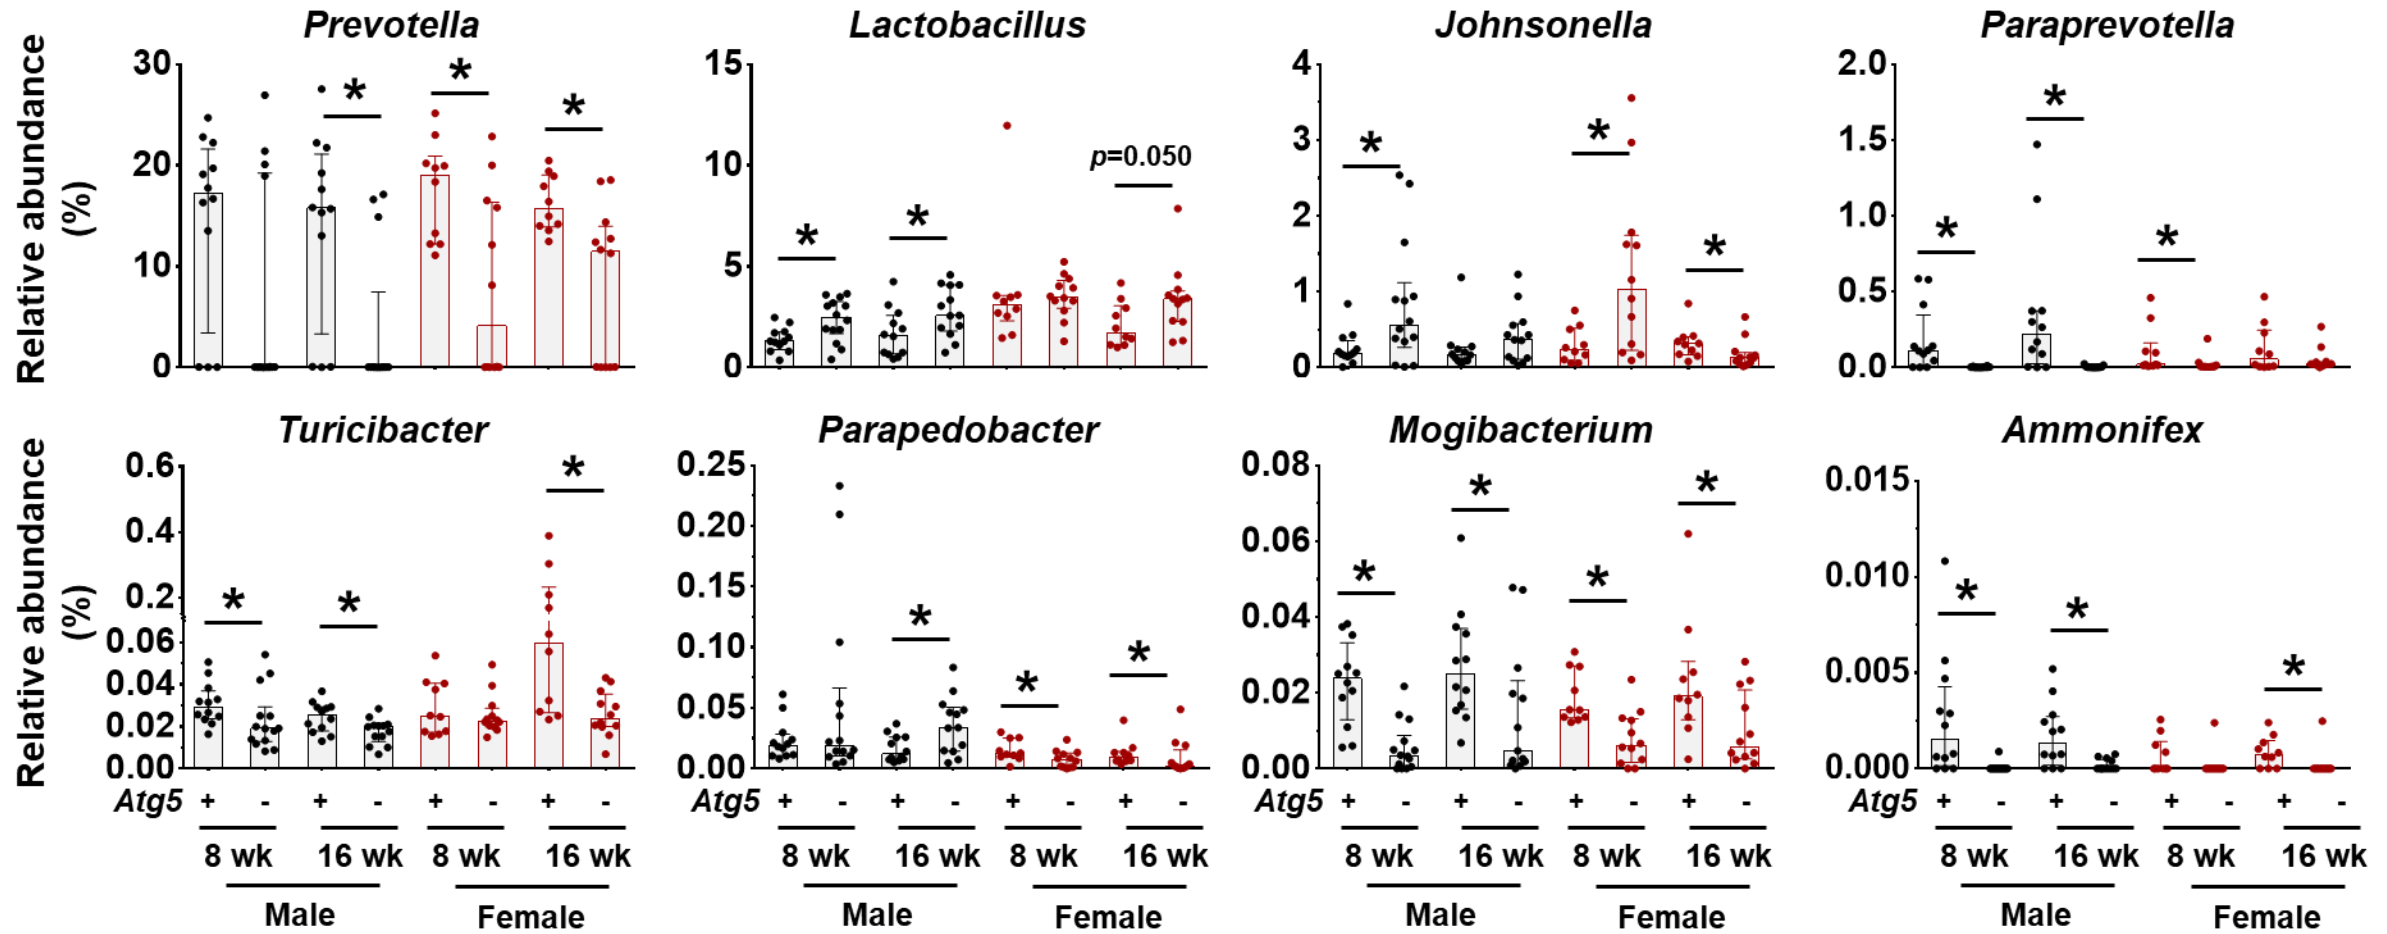 Prevotella
Lactobacillus
Johnsonella
Paraprevotella
Relative abundance
(%)
30
20
10
0
*
*
*
15
10
5
0
*
*
p=0.050
4
3
2
1
0
*
*
*
2.0
1.5
1.0
0.5
0.0
*
*
*
Turicibacter
Parapedobacter
Mogibacterium
Ammonifex
Relative abundance
(%)
0.6
0.4
0.2
0.06
0.04
0.02
0.00
*
*
*
0.25
0.20
0.15
0.10
0.05
0.00
*
*
*
0.08
0.06
0.04
0.02
0.00
*
*
*
*
0.015
0.010
0.005
0.000
*
*
*
Atg5 + - + - + - + -
8 wk 16 wk 8 wk 16 wk
Male Female
Atg5 + - + - + - + -
8 wk 16 wk 8 wk 16 wk
Male Female
Atg5 + - + - + - + -
8 wk 16 wk 8 wk 16 wk
Male Female
Atg5 + - + - + - + -
8 wk 16 wk 8 wk 16 wk
Male Female